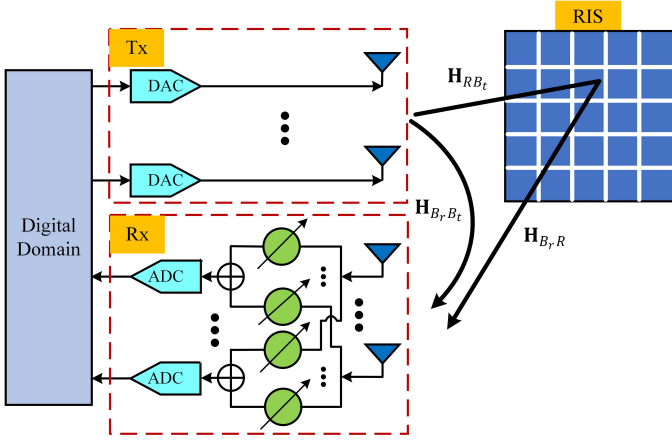 RIS
Tx
DAC
H_{RB_t}
DAC
Digital
Domain
H_{B_rB_t}
H_{B_rR}
Rx
ADC
ADC